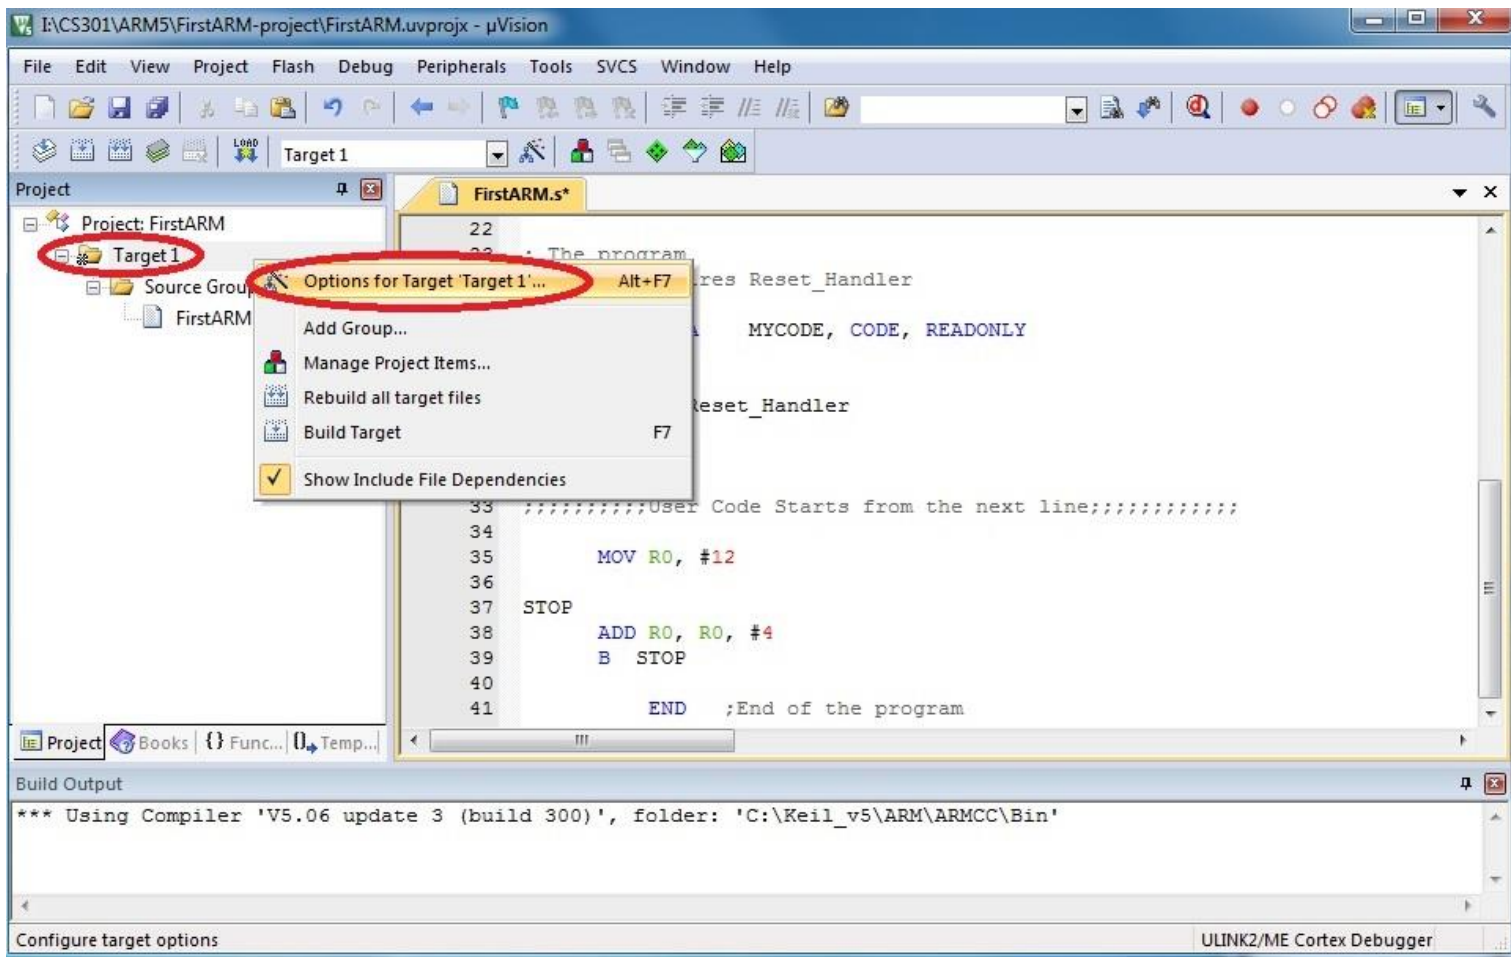 I:\CS301\ARM5\FirstARM-project\FirstARM.uvprojx - µVision
File Edit View Project Flash Debug Peripherals Tools SVCS Window Help
LOAD Target 1
Project
FirstARM.s*
Project: FirstARM
Target 1
Source Group
FirstARM
Options for Target 'Target 1'... Alt+F7
Add Group...
Manage Project Items...
Rebuild all target files
Build Target F7
Show Include File Dependencies
22
23 ; The program
res Reset_Handler
MYCODE, CODE, READONLY
Reset_Handler
33 ;;;;;;;;;;User Code Starts from the next line;;;;;;;;;;;;
34
35 MOV R0, #12
36
37 STOP
38 ADD R0, R0, #4
39 B STOP
40
41 END ;End of the program
Project Books {} Func... 0 Temp...
Build Output
*** Using Compiler 'V5.06 update 3 (build 300)', folder: 'C:\Keil_v5\ARM\ARMCC\Bin'
Configure target options ULINK2/ME Cortex Debugger